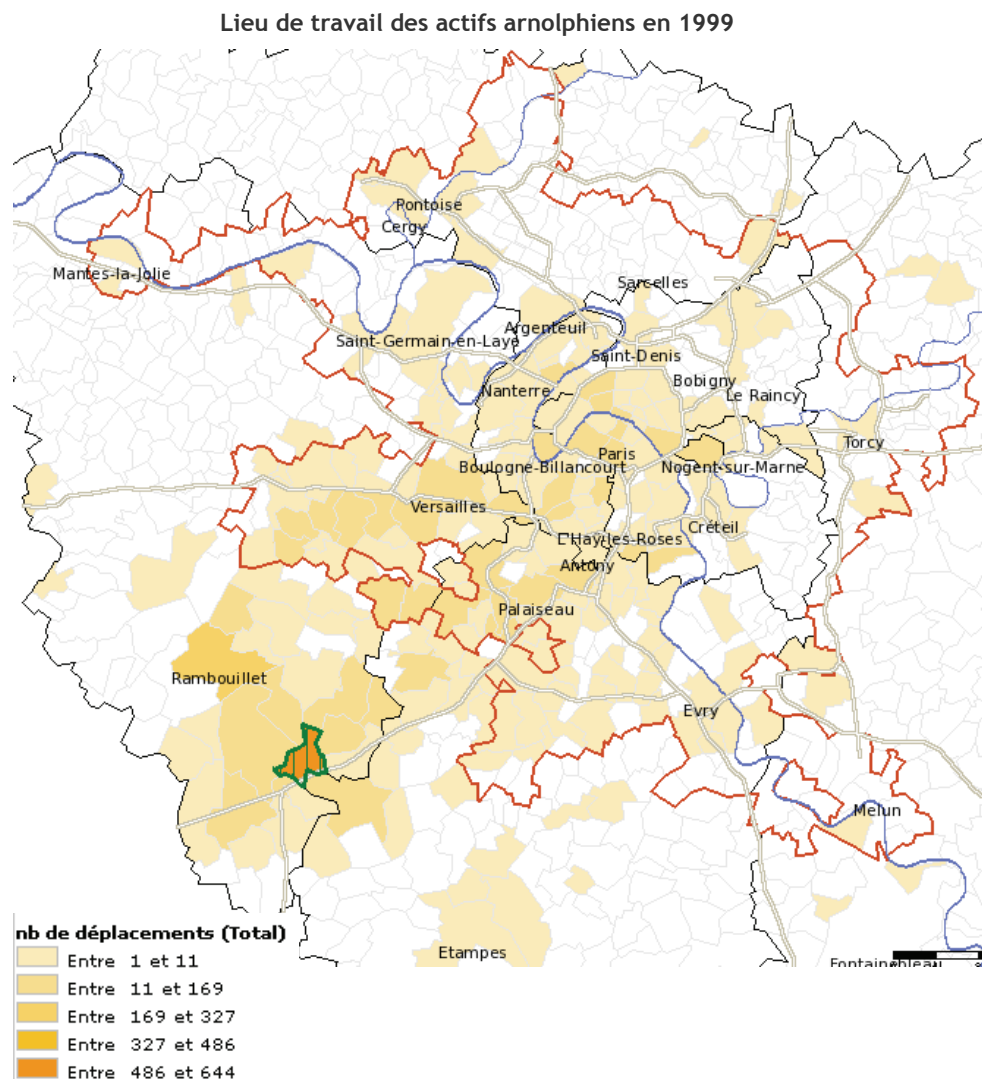 Lieu de travail des actifs arnolphiens en 1999
Pontoise
Cergy
Mantes-la-Jolie
Sarcelles
Argenteuil
Saint-Germain-en-Laye
Saint-Denis
Bobigny
Nanterre
Le Raincy
Torcy
Paris
Boulogne-Billancourt
Nogent-sur-Marne
Versailles
Créteil
L'Hay-les-Roses
Antony
Palaiseau
Rambouillet
Evry
Melun
Etampes
Fontainebleau
nb de déplacements (Total)
Entre 1 et 11
Entre 11 et 169
Entre 169 et 327
Entre 327 et 486
Entre 486 et 644